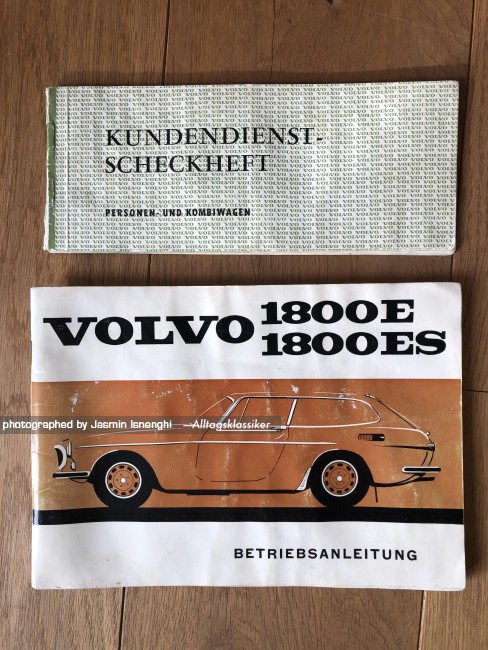 KUNDENDIENST-
SCHECKHEFT
PERSONEN- UND KOMBIWAGEN
VOLVO 1800E
1800ES
photographed by Jasmin Isnenghi — Alltagsklassiker
BETRIEBSANLEITUNG